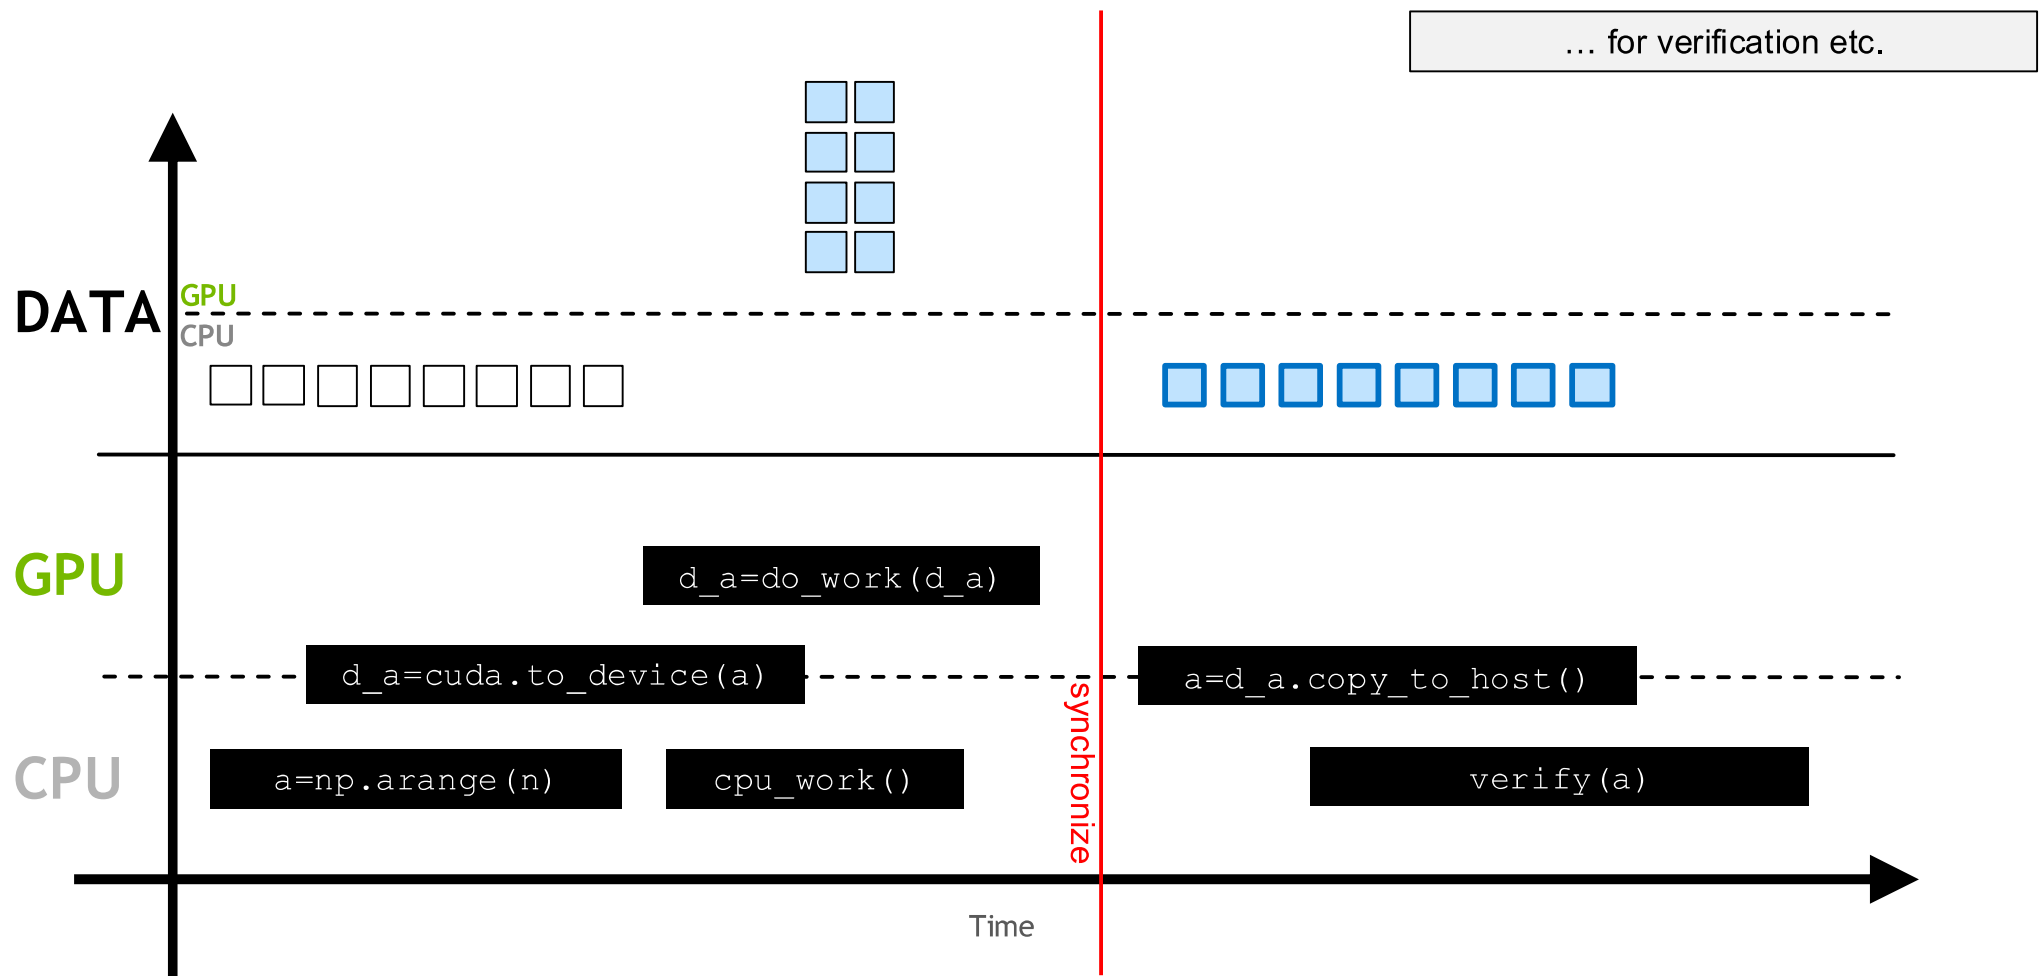 … for verification etc.
DATA
GPU
CPU
GPU
d_a=do_work(d_a)
d_a=cuda.to_device(a)
a=d_a.copy_to_host()
synchronize
CPU
a=np.arange(n)
cpu_work()
verify(a)
Time